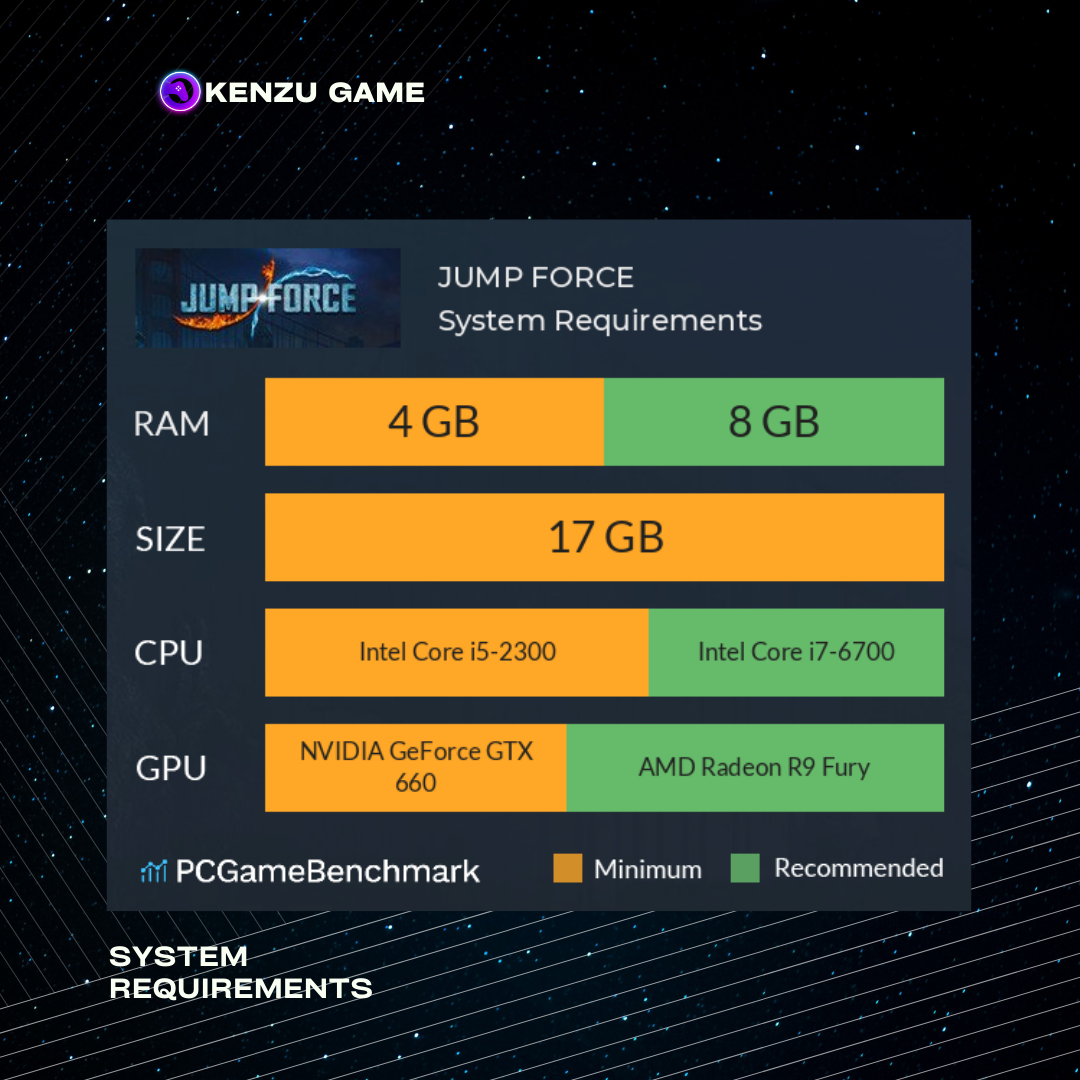 KENZU GAME
JUMP FORCE
JUMP FORCE
System Requirements
RAM
4 GB
8 GB
SIZE
17 GB
CPU
Intel Core i5-2300
Intel Core i7-6700
GPU
NVIDIA GeForce GTX
660
AMD Radeon R9 Fury
PCGameBenchmark
Minimum
Recommended
SYSTEM
REQUIREMENTS